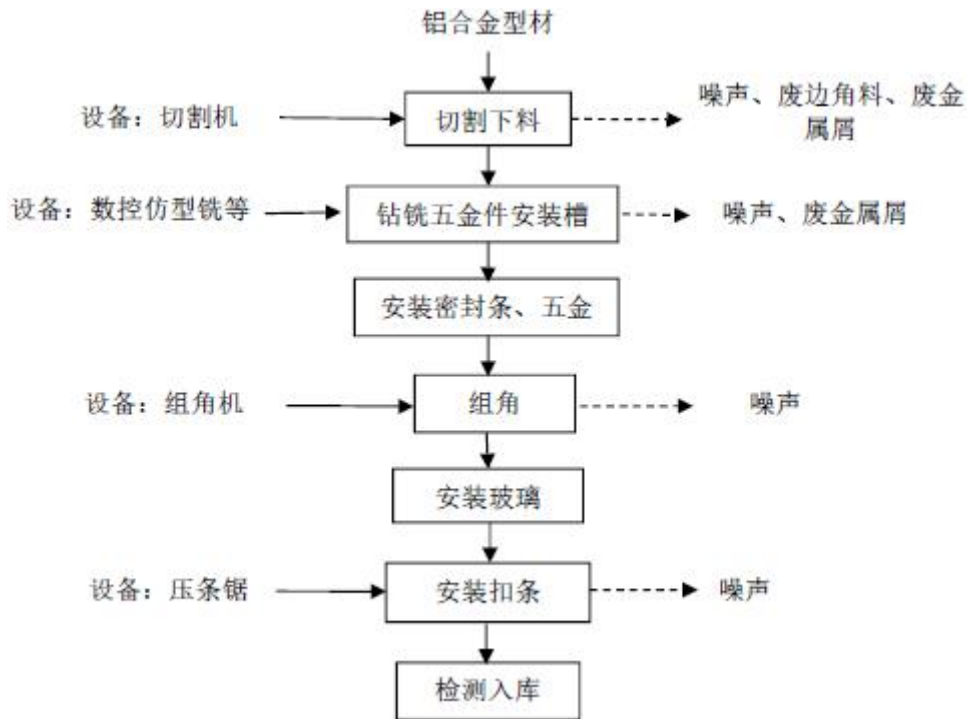 铝合金型材
设备：切割机
切割下料
噪声、废边角料、废金
属屑
设备：数控仿型铣等
钻铣五金件安装槽
噪声、废金属屑
安装密封条、五金
设备：组角机
组角
噪声
安装玻璃
设备：压条锯
安装扣条
噪声
检测入库